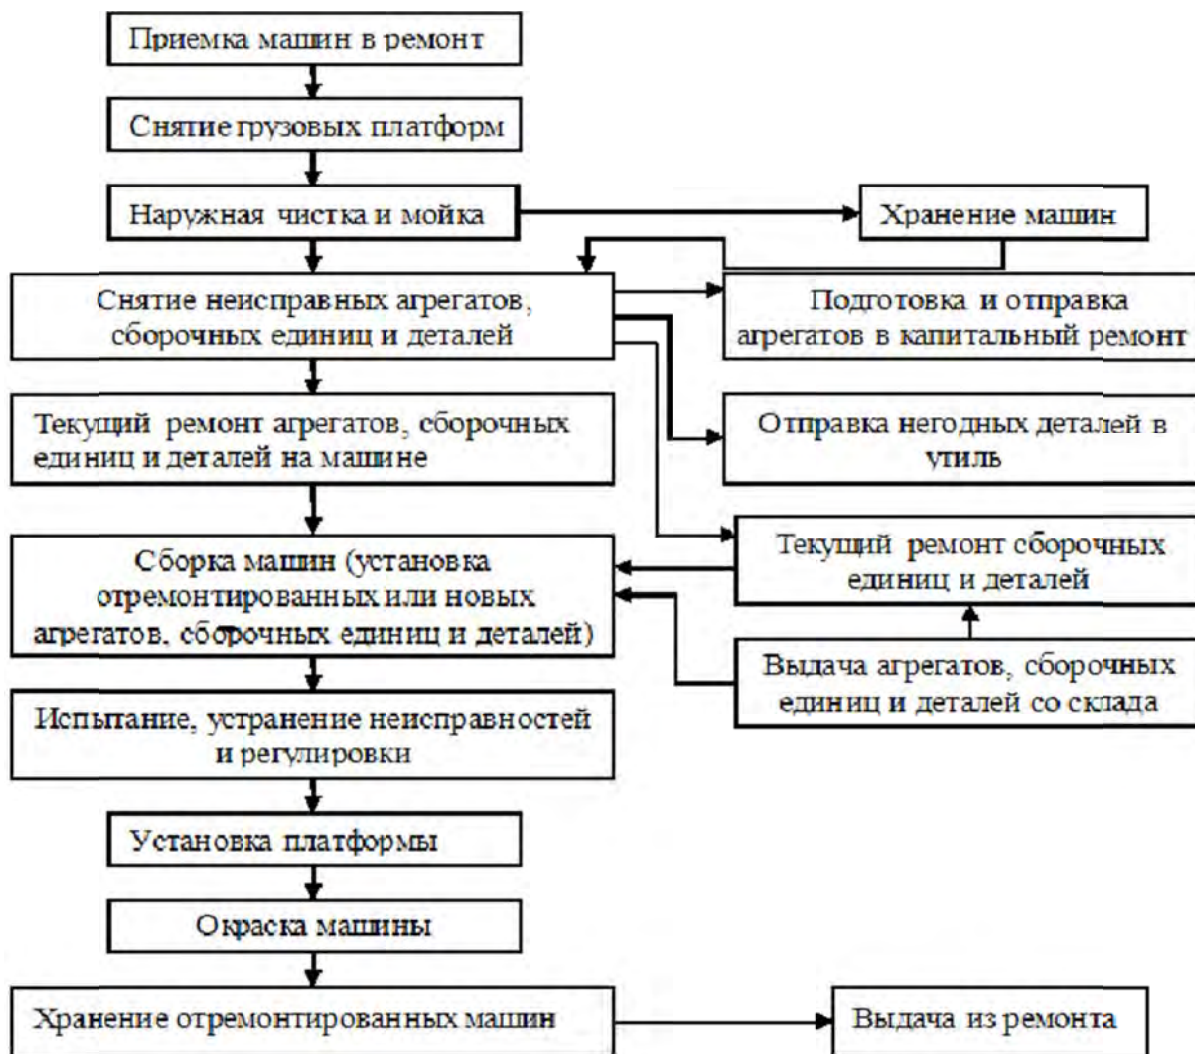 Приемка машин в ремонт
Снятие грузовых платформ
Наружная чистка и мойка
Хранение машин
Снятие неисправных агрегатов,
сборочных единиц и деталей
Подготовка и отправка
агрегатов в капитальный ремонт
Текущий ремонт агрегатов, сборочных
единиц и деталей на машине
Отправка негодных деталей в
утиль
Сборка машин (установка
отремонтированных или новых
агрегатов, сборочных единиц и деталей)
Текущий ремонт сборочных
единиц и деталей
Выдача агрегатов, сборочных
единиц и деталей со склада
Испытание, устранение неисправностей
и регулировки
Установка платформы
Окраска машины
Хранение отремонтированных машин
Выдача из ремонта